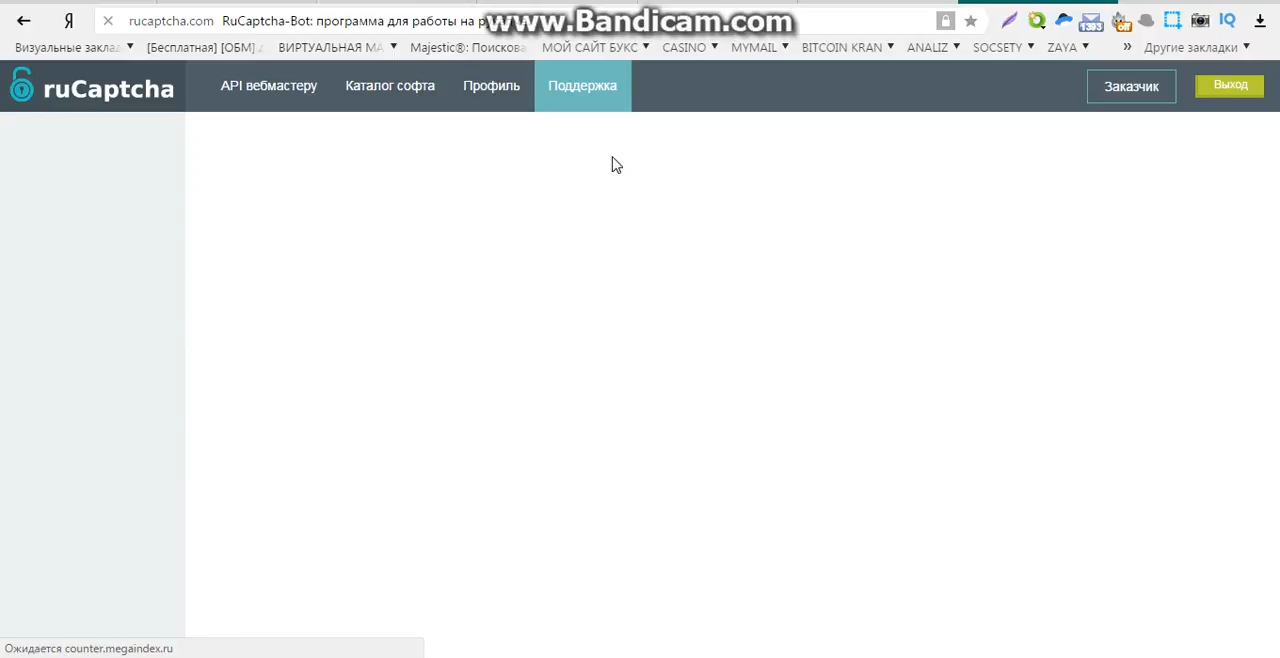 rucaptcha.com RuCaptcha-Bot: программа для работы на р
www.Bandicam.com
Визуальные заклад [Бесплатная] [ОБМ] ВИРТУАЛЬНАЯ МА Majestic®: Поискова МОЙ САЙТ БУКС CASINO MYMAIL BITCOIN KRAN ANALIZ SOCSETY ZAYA » Другие закладки
ruCaptcha API вебмастеру Каталог софта Профиль Поддержка Заказчик Выход
Ожидается counter.megaindex.ru